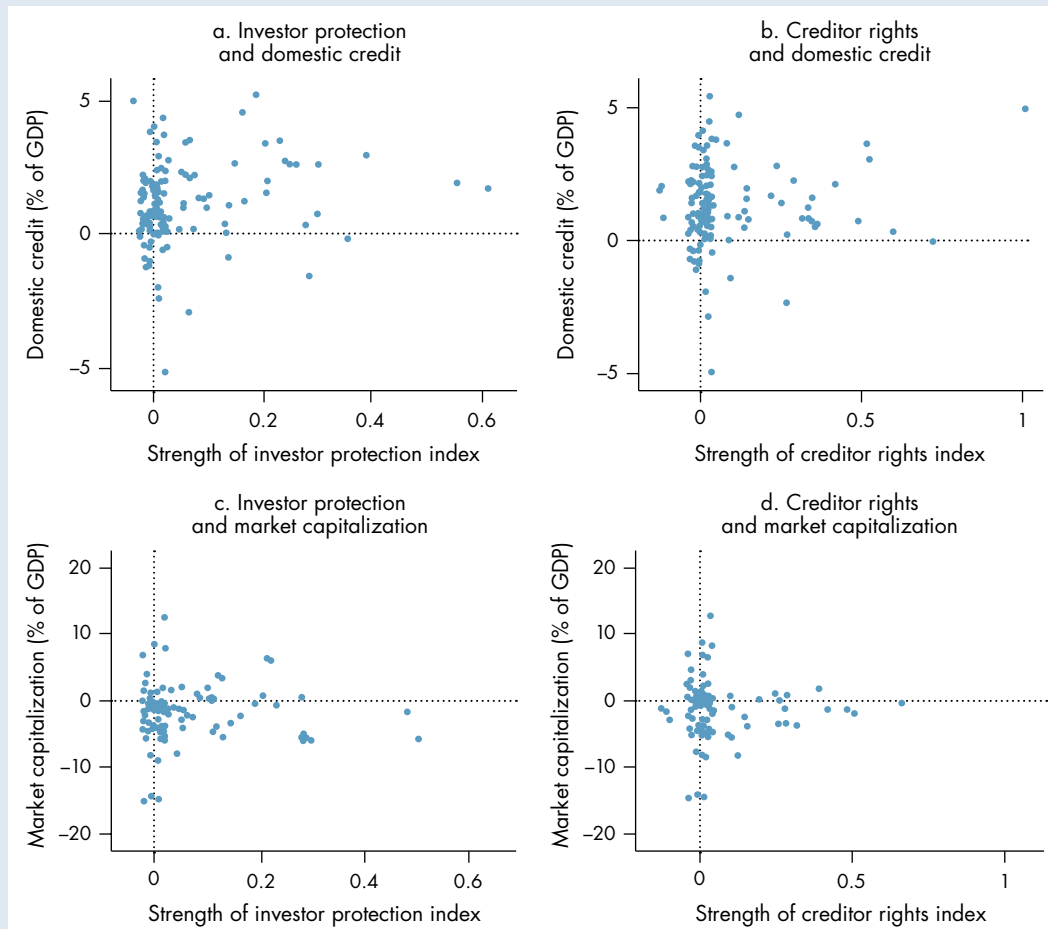 a. Investor protection
and domestic credit
Domestic credit (% of GDP)
5
0
–5
0
0.2
0.4
0.6
Strength of investor protection index
b. Creditor rights
and domestic credit
Domestic credit (% of GDP)
5
0
–5
0
0.5
1
Strength of creditor rights index
c. Investor protection
and market capitalization
Market capitalization (% of GDP)
20
10
0
–10
–20
0
0.2
0.4
0.6
Strength of investor protection index
d. Creditor rights
and market capitalization
Market capitalization (% of GDP)
20
10
0
–10
–20
0
0.5
1
Strength of creditor rights index